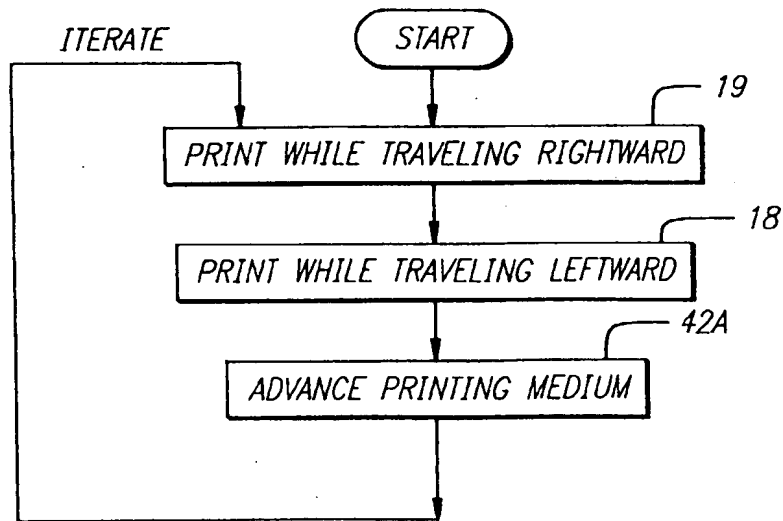 ITERATE
START
19
PRINT WHILE TRAVELING RIGHTWARD
18
PRINT WHILE TRAVELING LEFTWARD
42A
ADVANCE PRINTING MEDIUM